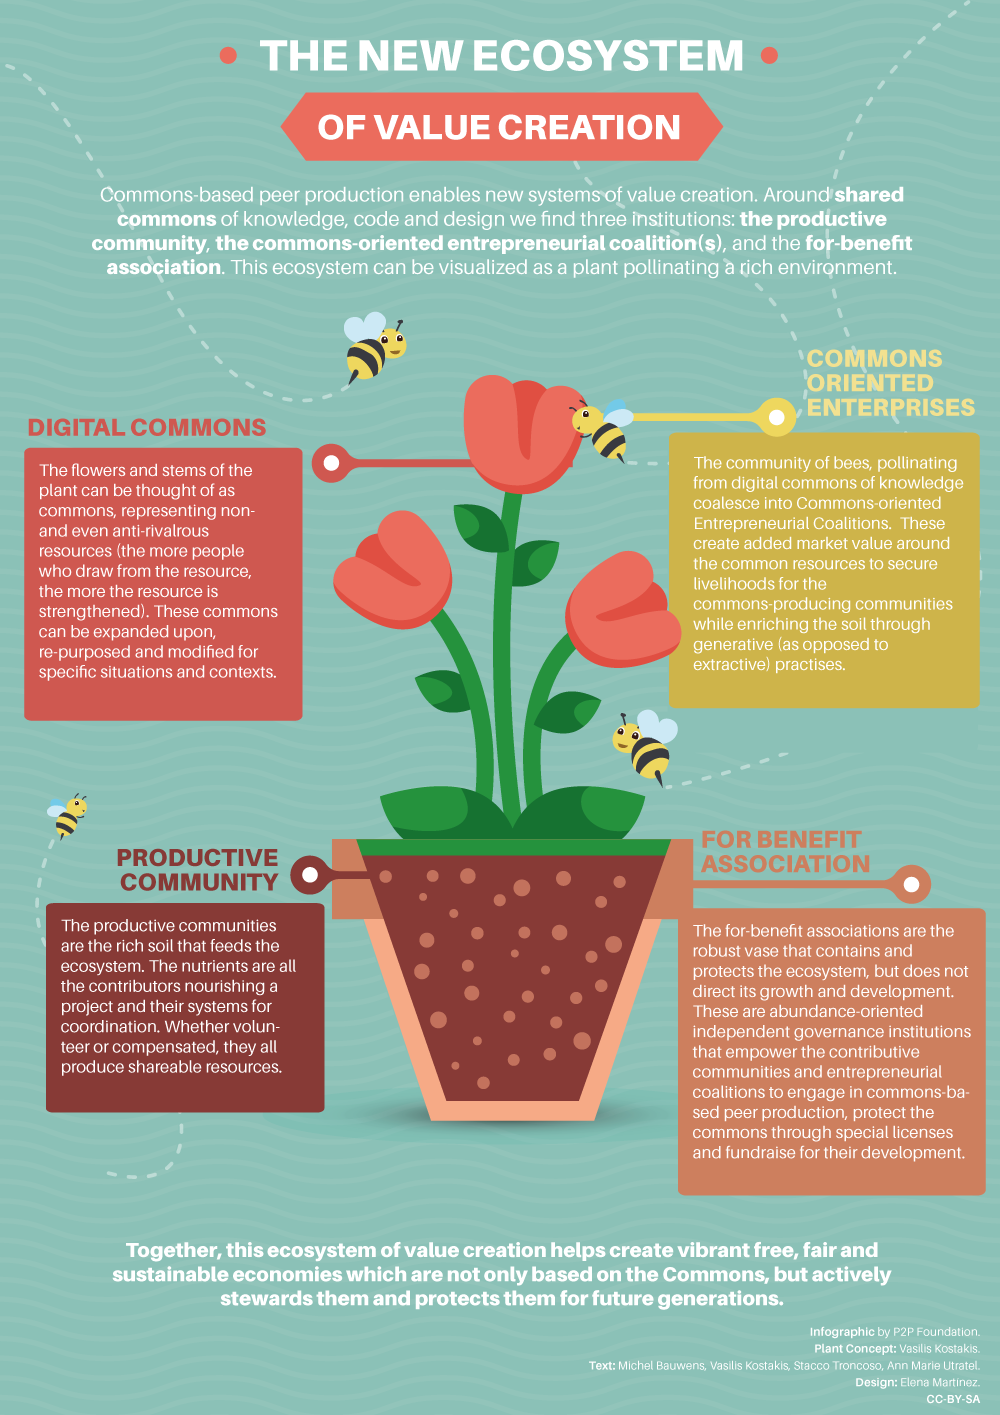 THE NEW ECOSYSTEM
OF VALUE CREATION
Commons-based peer production enables new systems of value creation. Around shared
commons of knowledge, code and design we find three institutions: the productive
community, the commons-oriented entrepreneurial coalition(s), and the for-benefit
association. This ecosystem can be visualized as a plant pollinating a rich environment.
DIGITAL COMMONS
The flowers and stems of the
plant can be thought of as
commons, representing non-
and even anti-rivalrous
resources (the more people
who draw from the resource,
the more the resource is
strengthened). These commons
can be expanded upon,
re-purposed and modified for
specific situations and contexts.
COMMONS
ORIENTED
ENTERPRISES
The community of bees, pollinating
from digital commons of knowledge
coalesce into Commons-oriented
Entrepreneurial Coalitions. These
create added market value around
the common resources to secure
livelihoods for the
commons-producing communities
while enriching the soil through
generative (as opposed to
extractive) practises.
PRODUCTIVE
COMMUNITY
The productive communities
are the rich soil that feeds the
ecosystem. The nutrients are all
the contributors nourishing a
project and their systems for
coordination. Whether volun-
teer or compensated, they all
produce shareable resources.
FOR BENEFIT
ASSOCIATION
The for-benefit associations are the
robust vase that contains and
protects the ecosystem, but does not
direct its growth and development.
These are abundance-oriented
independent governance institutions
that empower the contributive
communities and entrepreneurial
coalitions to engage in commons-ba-
sed peer production, protect the
commons through special licenses
and fundraise for their development.
Together, this ecosystem of value creation helps create vibrant free, fair and
sustainable economies which are not only based on the Commons, but actively
stewards them and protects them for future generations.
Infographic by P2P Foundation.
Plant Concept: Vasilis Kostakis.
Text: Michel Bauwens, Vasilis Kostakis, Stacco Troncoso, Ann Marie Utratel.
Design: Elena Martínez.
CC-BY-SA